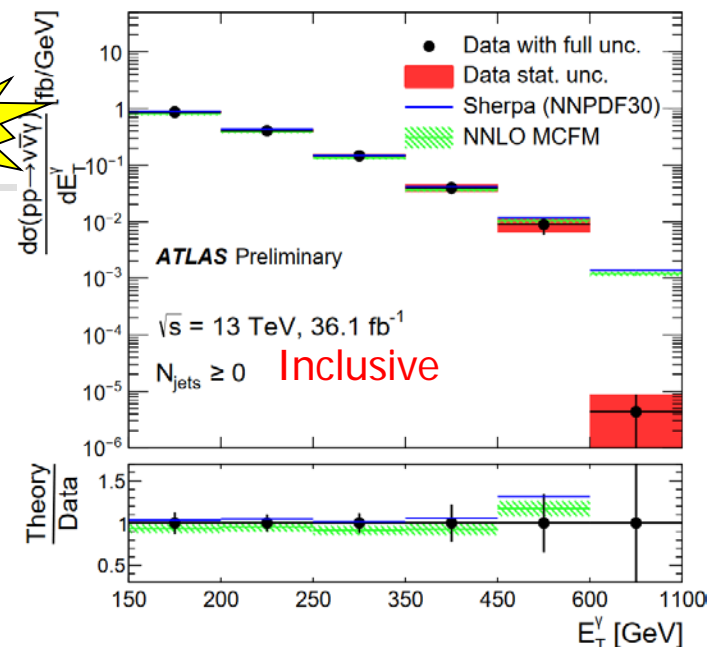 dσ(pp→νν̄γ) / dE_T^γ [fb/GeV]
10
1
10⁻¹
10⁻²
10⁻³
10⁻⁴
10⁻⁵
10⁻⁶
Data with full unc.
Data stat. unc.
Sherpa (NNPDF30)
NNLO MCFM
ATLAS Preliminary
√s = 13 TeV, 36.1 fb⁻¹
N_jets ≥ 0 Inclusive
Theory
Data
1.5
1
0.5
150 200 250 350 450 600 1100
E_T^γ [GeV]